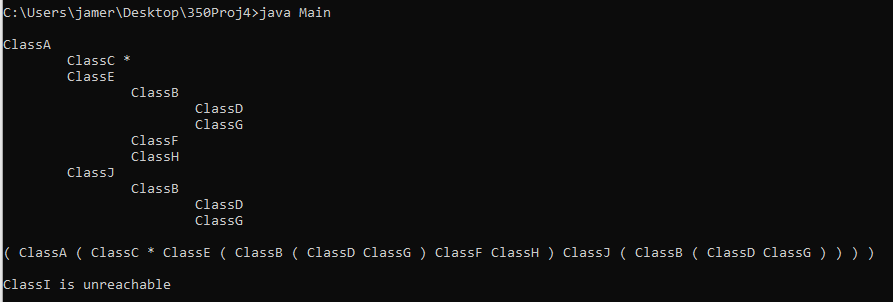 C:\Users\jamer\Desktop\350Proj4>java Main
ClassA
ClassC *
ClassE
ClassB
ClassD
ClassG
ClassF
ClassH
ClassJ
ClassB
ClassD
ClassG
( ClassA ( ClassC * ClassE ( ClassB ( ClassD ClassG ) ClassF ClassH ) ClassJ ( ClassB ( ClassD ClassG ) ) ) )
ClassI is unreachable